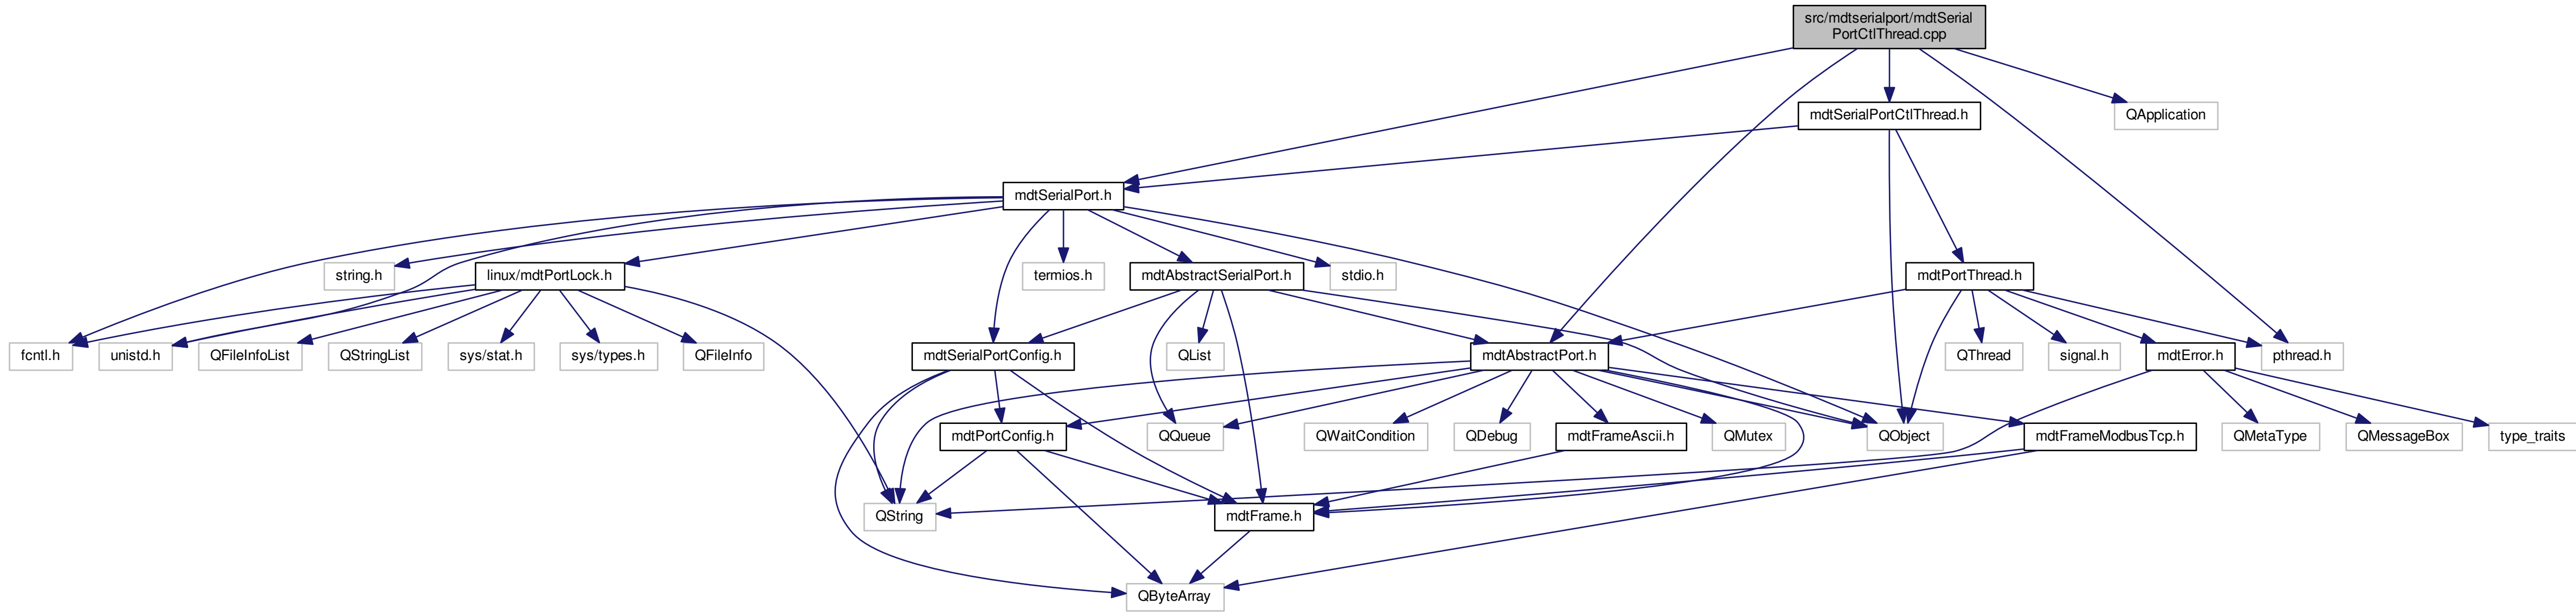 src/mdtserialport/mdtSerial
PortCtlThread.cpp
mdtSerialPortCtlThread.h
QApplication
mdtSerialPort.h
string.h
linux/mdtPortLock.h
termios.h
mdtAbstractSerialPort.h
stdio.h
mdtPortThread.h
fcntl.h
unistd.h
QFileInfoList
QStringList
sys/stat.h
sys/types.h
QFileInfo
mdtSerialPortConfig.h
QList
mdtAbstractPort.h
QThread
signal.h
mdtError.h
pthread.h
mdtPortConfig.h
QQueue
QWaitCondition
QDebug
mdtFrameAscii.h
QMutex
QObject
mdtFrameModbusTcp.h
QMetaType
QMessageBox
type_traits
QString
mdtFrame.h
QByteArray